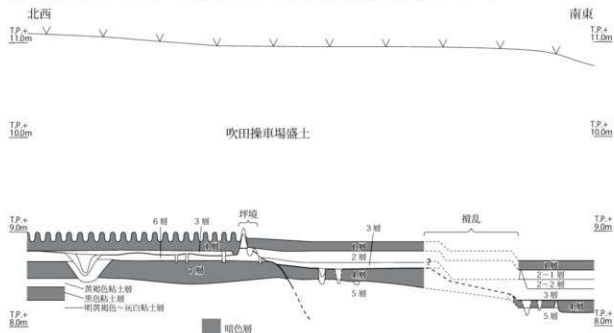 北西
南東
T.P.+
11.0m
T.P.+
11.0m
T.P.+
10.0m
吹田操車場盛土
T.P.+
10.0m
T.P.+
9.0m
6層
3層
坪境
3層
撹乱
T.P.+
9.0m
1層
1層
2層
1層
7層
4層
2-1層
2-2層
5層
3層
4層
5層
黄褐色粘土層
黒色粘土層
明黄褐色～灰白粘土層
T.P.+
8.0m
暗色層
T.P.+
8.0m